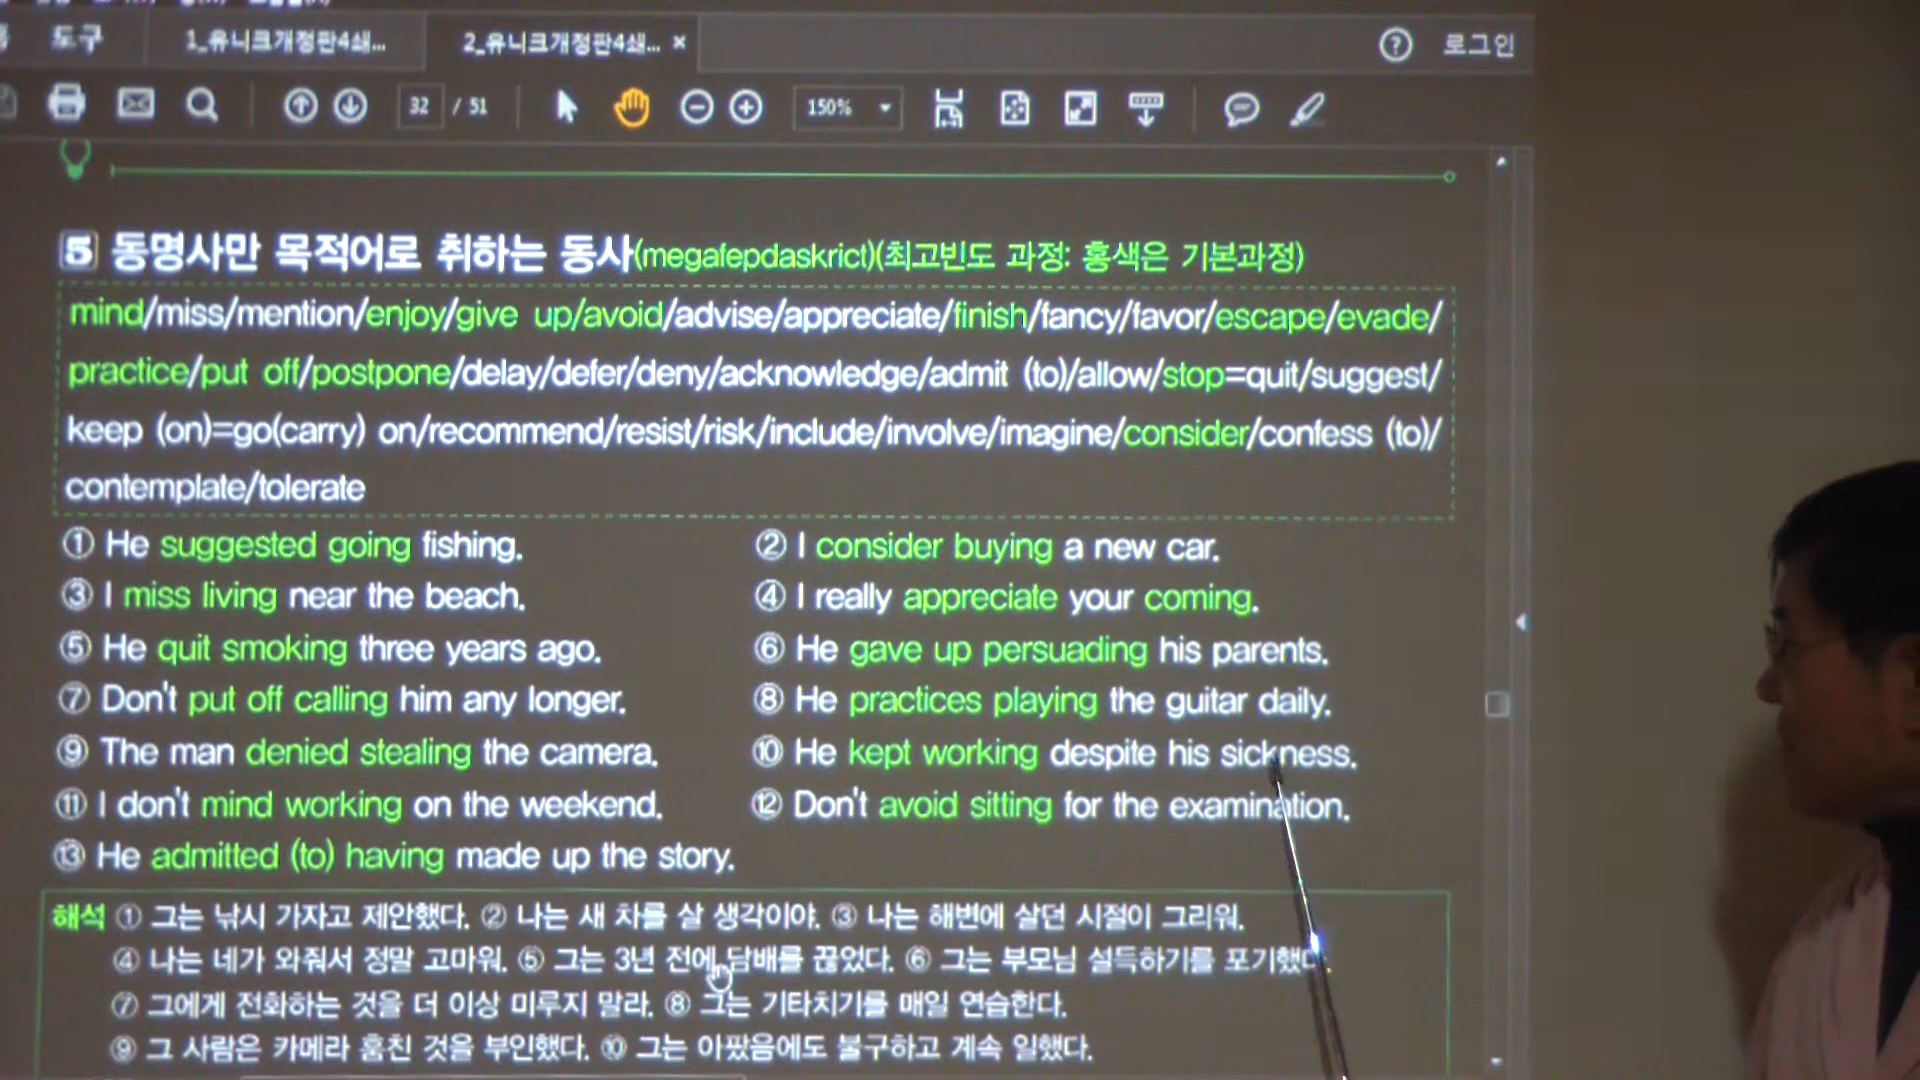 도구
1_유니크개정판4쇄...
2_유니크개정판4쇄... ×
로그인
32 / 51
150%
5 동명사만 목적어로 취하는 동사(megafepdaskrict)(최고빈도 과정: 홍색은 기본과정)
mind/miss/mention/enjoy/give up/avoid/advise/appreciate/finish/fancy/favor/escape/evade/
practice/put off/postpone/delay/defer/deny/acknowledge/admit (to)/allow/stop=quit/suggest/
keep (on)=go(carry) on/recommend/resist/risk/include/involve/imagine/consider/confess (to)/
contemplate/tolerate
① He suggested going fishing.
② I consider buying a new car.
③ I miss living near the beach.
④ I really appreciate your coming.
⑤ He quit smoking three years ago.
⑥ He gave up persuading his parents.
⑦ Don't put off calling him any longer.
⑧ He practices playing the guitar daily.
⑨ The man denied stealing the camera.
⑩ He kept working despite his sickness.
⑪ I don't mind working on the weekend.
⑫ Don't avoid sitting for the examination.
⑬ He admitted (to) having made up the story.
해석 ① 그는 낚시 가자고 제안했다. ② 나는 새 차를 살 생각이야. ③ 나는 해변에 살던 시절이 그리워.
④ 나는 네가 와줘서 정말 고마워. ⑤ 그는 3년 전에 담배를 끊었다. ⑥ 그는 부모님 설득하기를 포기했다.
⑦ 그에게 전화하는 것을 더 이상 미루지 말라. ⑧ 그는 기타치기를 매일 연습한다.
⑨ 그 사람은 카메라 훔친 것을 부인했다. ⑩ 그는 아팠음에도 불구하고 계속 일했다.